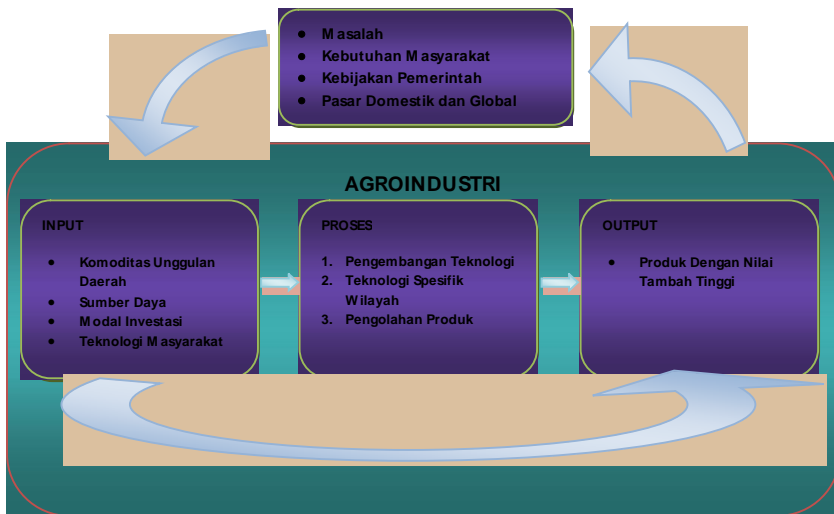 ● Masalah
● Kebutuhan Masyarakat
● Kebijakan Pemerintah
● Pasar Domestik dan Global
AGROINDUSTRI
INPUT
● Komoditas Unggulan
Daerah
● Sumber Daya
● Modal Investasi
● Teknologi Masyarakat
PROSES
1. Pengembangan Teknologi
2. Teknologi Spesifik
Wilayah
3. Pengolahan Produk
OUTPUT
● Produk Dengan Nilai
Tambah Tinggi